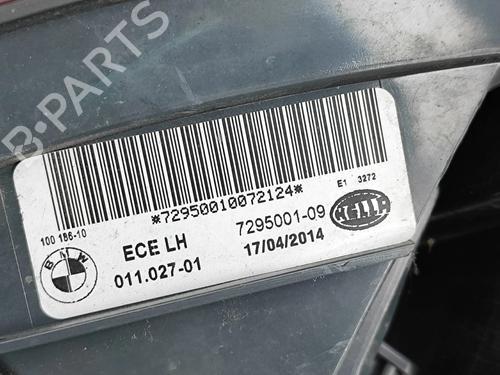 B-PARTS
*72950010072124*
100 186-10
E1 3272
ECE LH
7295001-09
HELLA
BMW
011.027-01
17/04/2014